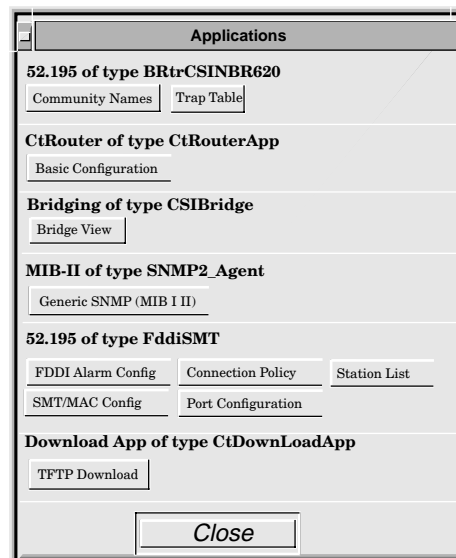 Applications
52.195 of type BRtrCSINBR620
Community Names Trap Table
CtRouter of type CtRouterApp
Basic Configuration
Bridging of type CSIBridge
Bridge View
MIB-II of type SNMP2_Agent
Generic SNMP (MIB I II)
52.195 of type FddiSMT
FDDI Alarm Config Connection Policy Station List
SMT/MAC Config Port Configuration
Download App of type CtDownLoadApp
TFTP Download
Close